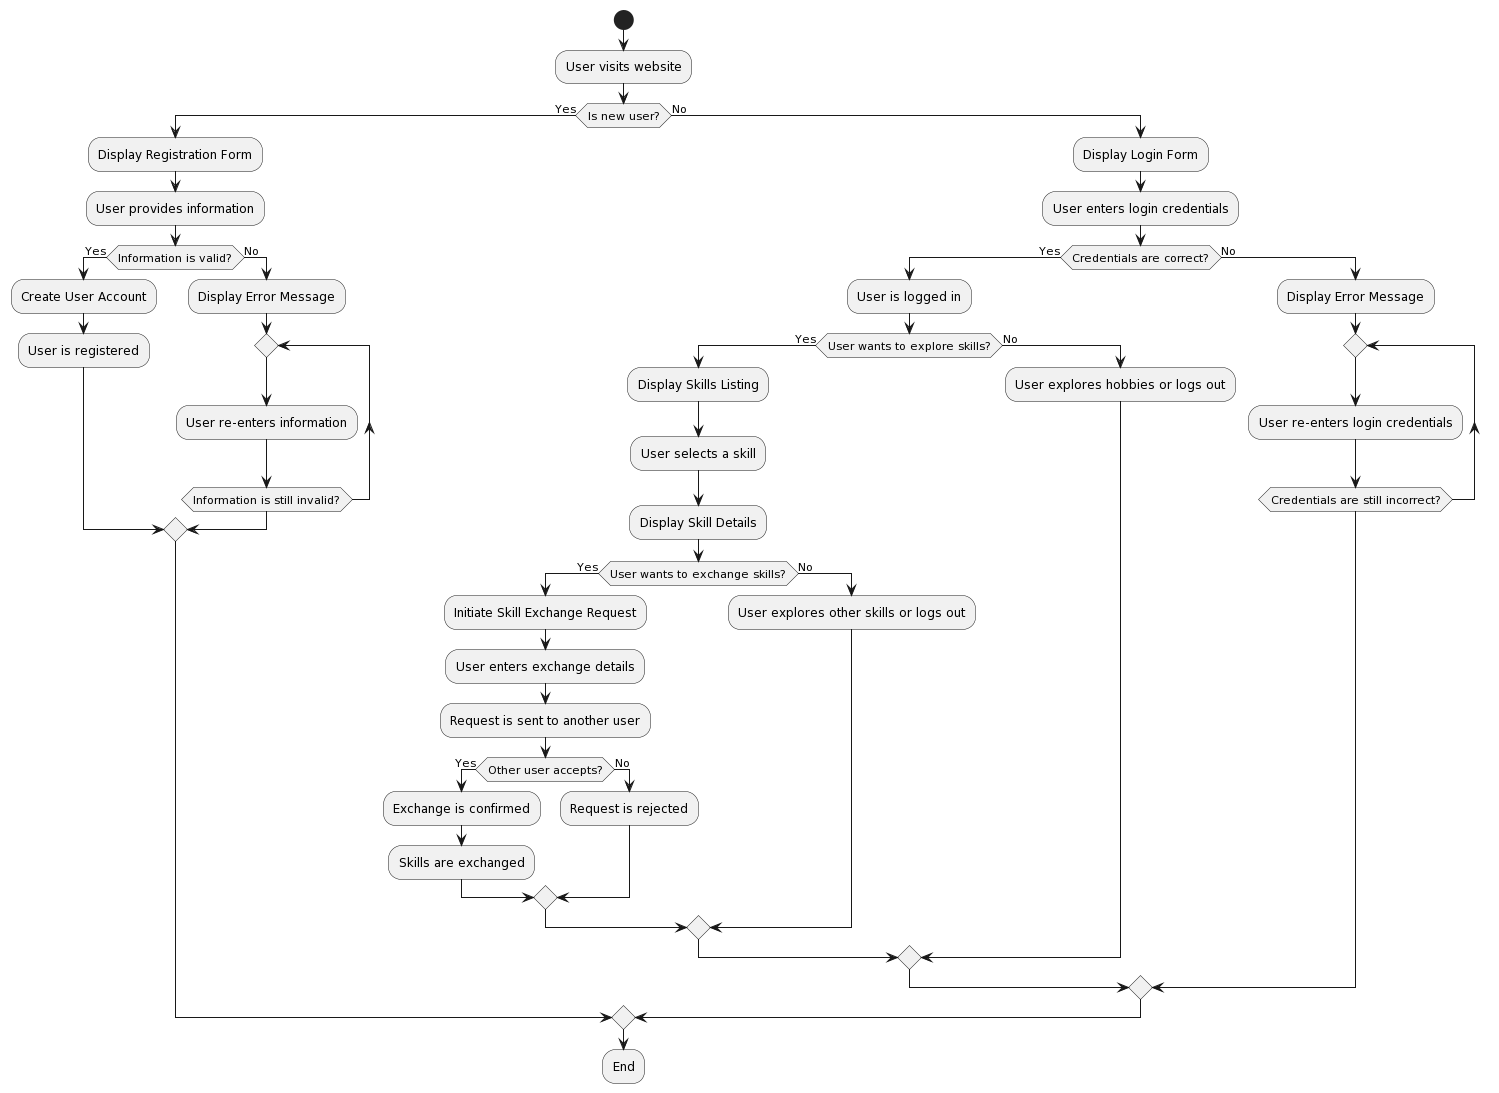 User visits website
Yes
Is new user?
No
Display Registration Form
Display Login Form
User provides information
User enters login credentials
Yes
Information is valid?
No
Yes
Credentials are correct?
No
Create User Account
Display Error Message
User is logged in
Display Error Message
User is registered
Yes
User wants to explore skills?
No
Display Skills Listing
User explores hobbies or logs out
User re-enters information
User re-enters login credentials
User selects a skill
Information is still invalid?
Credentials are still incorrect?
Display Skill Details
Yes
User wants to exchange skills?
No
Initiate Skill Exchange Request
User explores other skills or logs out
User enters exchange details
Request is sent to another user
Yes
Other user accepts?
No
Exchange is confirmed
Request is rejected
Skills are exchanged
End